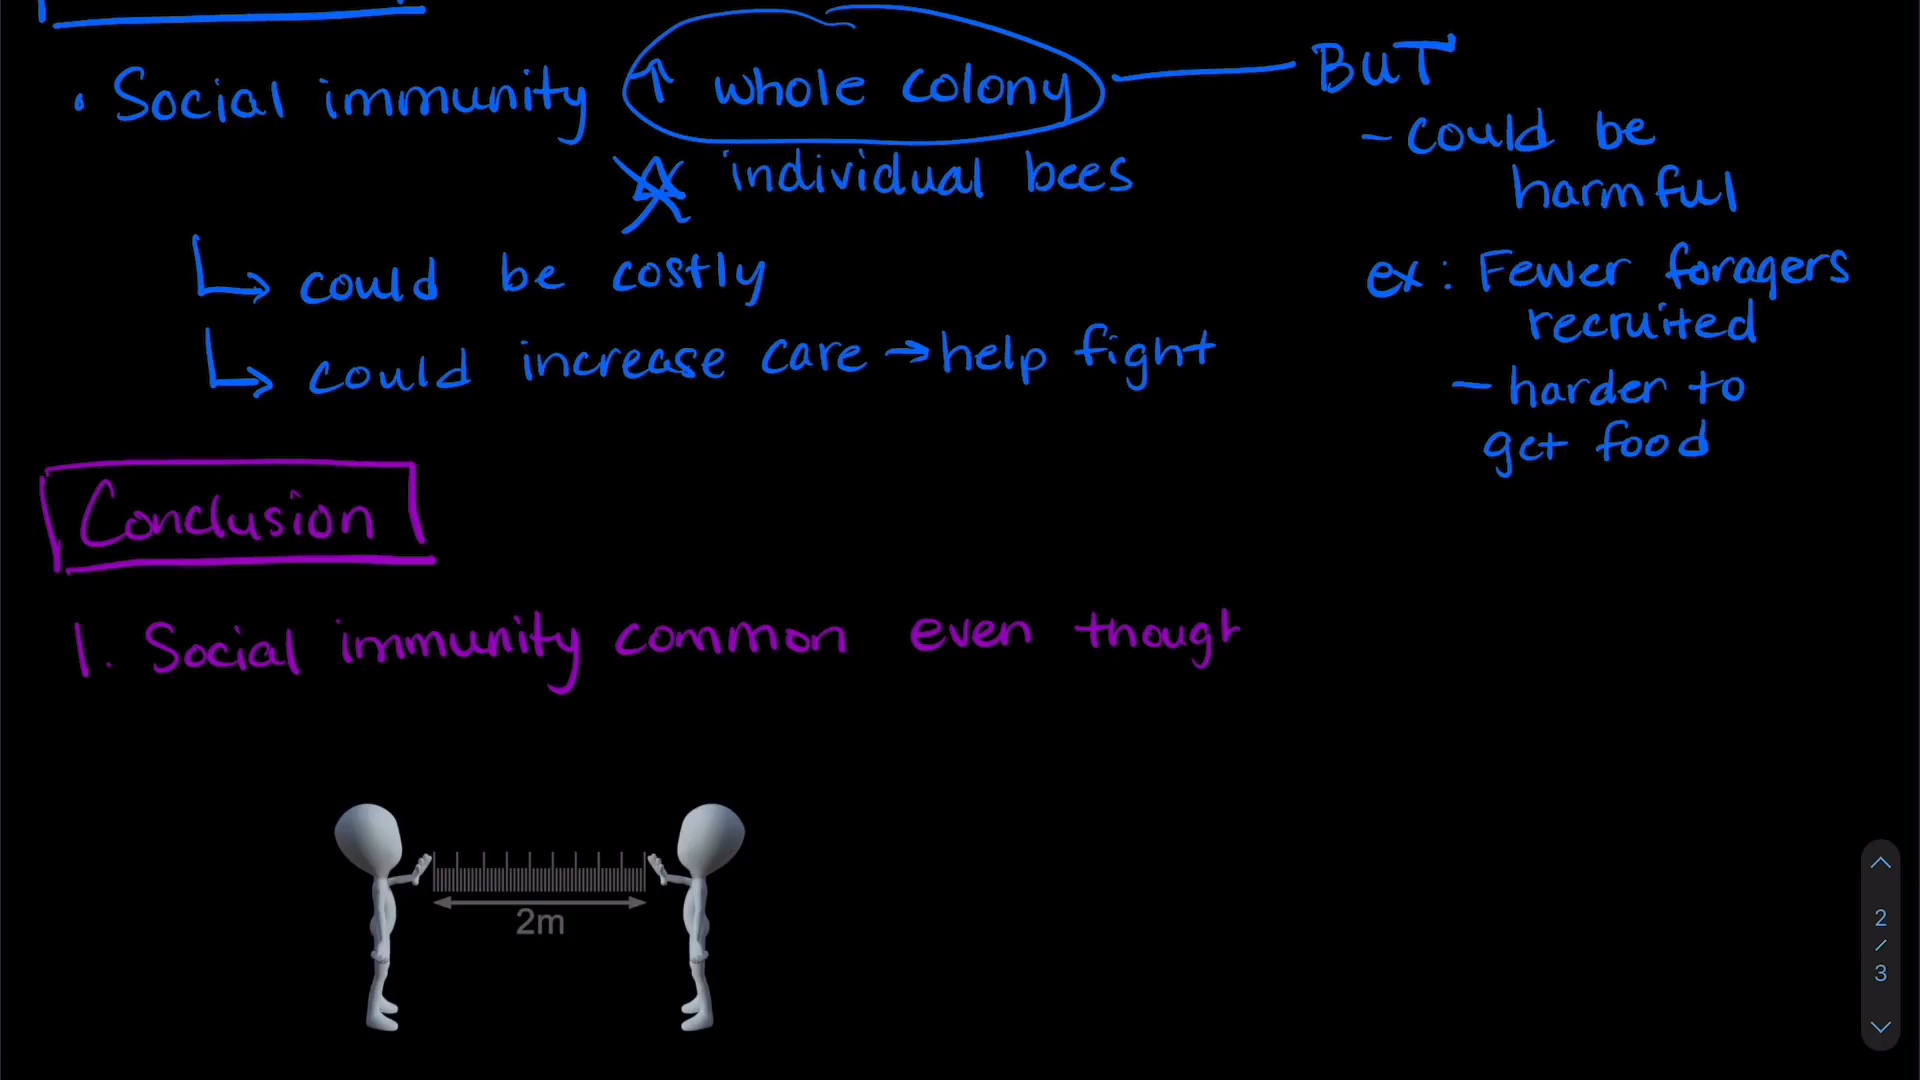 • Social immunity ↑ whole colony
individual bees
↳ could be costly
↳ could increase care → help fight
BUT
- could be
harmful
ex: Fewer foragers
recruited
- harder to
get food
Conclusion
1. Social immunity common even though
2m
2
/
3